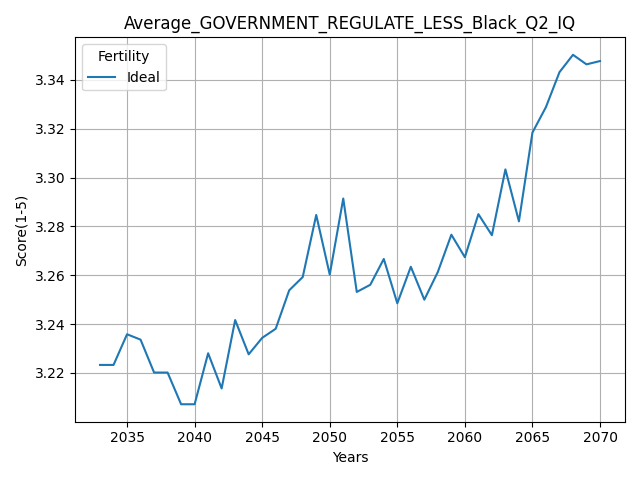 Average_GOVERNMENT_REGULATE_LESS_Black_Q2_IQ
Fertility
Ideal
Score(1-5)
3.34
3.32
3.30
3.28
3.26
3.24
3.22
2035 2040 2045 2050 2055 2060 2065 2070
Years